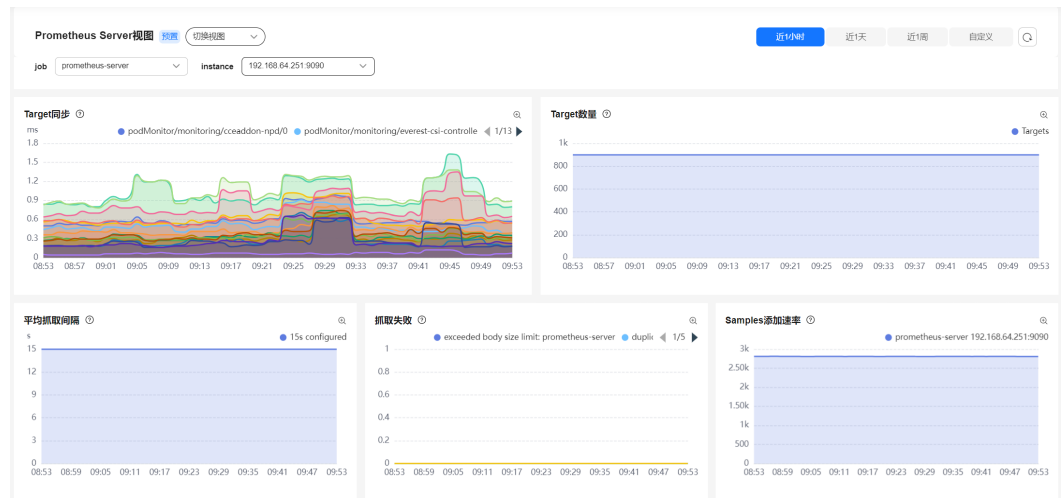 Prometheus Server视图 预置 切换视图
近1小时 近1天 近1周 自定义
job prometheus-server instance 192.168.64.251:9090
Target同步
ms
podMonitor/monitoring/cceaddon-npd/0 podMonitor/monitoring/everest-csi-controlle 1/13
1.8
1.5
1.2
0.9
0.6
0.3
0
08:53 08:57 09:01 09:05 09:09 09:13 09:17 09:21 09:25 09:29 09:33 09:37 09:41 09:45 09:49 09:53
Target数量
Targets
1k
800
600
400
200
0
08:53 08:57 09:01 09:05 09:09 09:13 09:17 09:21 09:25 09:29 09:33 09:37 09:41 09:45 09:49 09:53
平均抓取间隔
s
15s configured
15
12
9
6
3
0
08:53 08:59 09:05 09:11 09:17 09:23 09:29 09:35 09:41 09:47 09:53
抓取失败
exceeded body size limit: prometheus-server dupli 1/5
1
0.8
0.6
0.4
0.2
0
08:53 08:59 09:05 09:11 09:17 09:23 09:29 09:35 09:41 09:47 09:53
Samples添加速率
prometheus-server 192.168.64.251:9090
3k
2.50k
2k
1.50k
1k
500
0
08:53 08:59 09:05 09:11 09:17 09:23 09:29 09:35 09:41 09:47 09:53